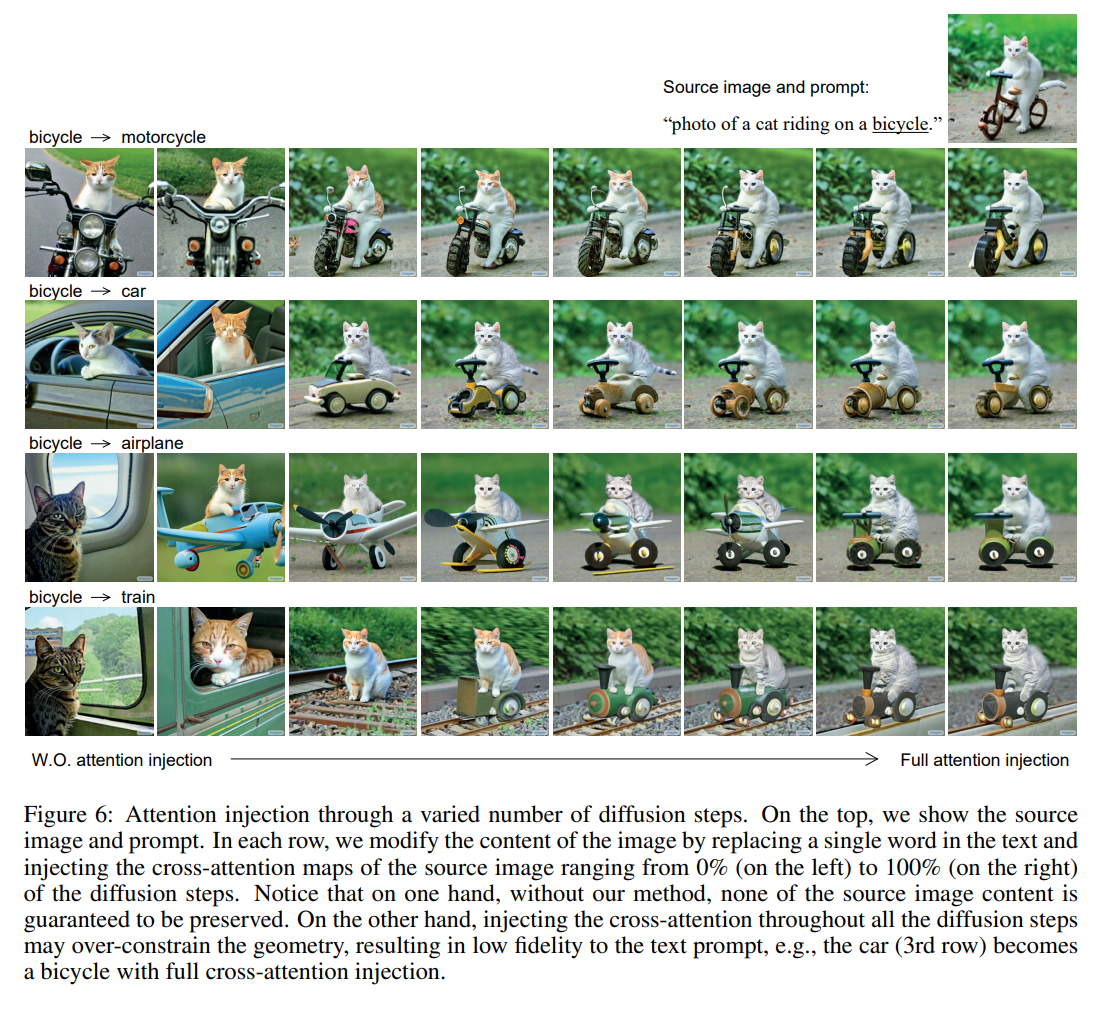 Source image and prompt:
“photo of a cat riding on a bicycle.”
bicycle → motorcycle
bicycle → car
bicycle → airplane
bicycle → train
W.O. attention injection
Full attention injection
Figure 6: Attention injection through a varied number of diffusion steps. On the top, we show the source
image and prompt. In each row, we modify the content of the image by replacing a single word in the text and
injecting the cross-attention maps of the source image ranging from 0% (on the left) to 100% (on the right)
of the diffusion steps. Notice that on one hand, without our method, none of the source image content is
guaranteed to be preserved. On the other hand, injecting the cross-attention throughout all the diffusion steps
may over-constrain the geometry, resulting in low fidelity to the text prompt, e.g., the car (3rd row) becomes
a bicycle with full cross-attention injection.